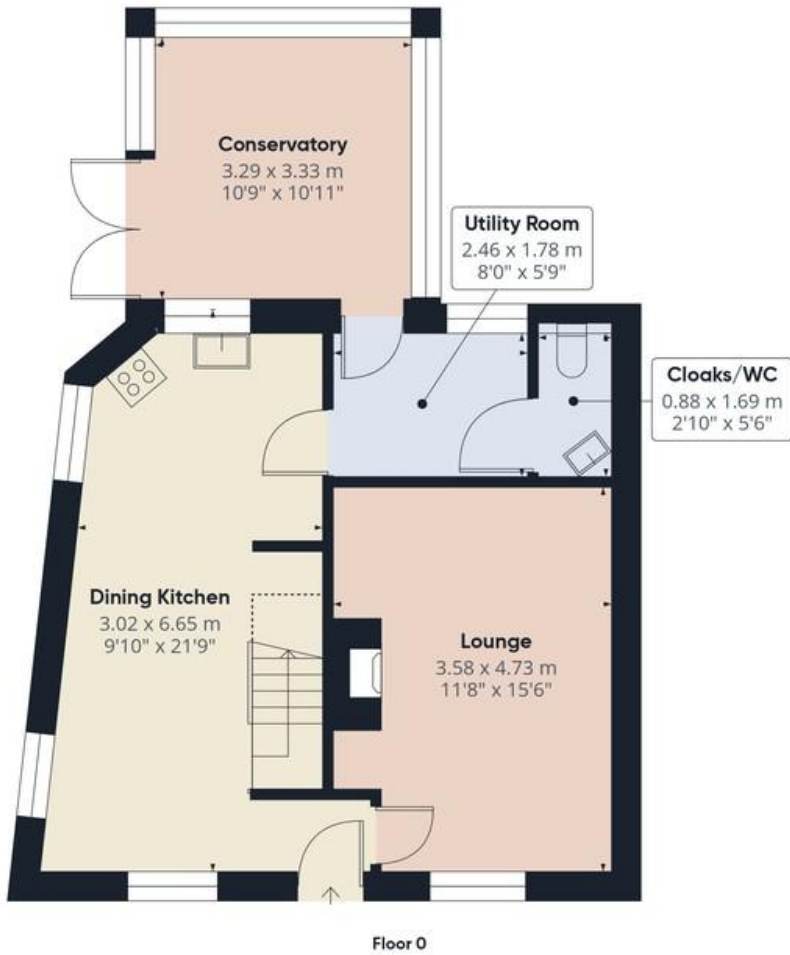 Conservatory
3.29 x 3.33 m
10'9" x 10'11"
Utility Room
2.46 x 1.78 m
8'0" x 5'9"
Cloaks/WC
0.88 x 1.69 m
2'10" x 5'6"
Dining Kitchen
3.02 x 6.65 m
9'10" x 21'9"
Lounge
3.58 x 4.73 m
11'8" x 15'6"
Floor 0